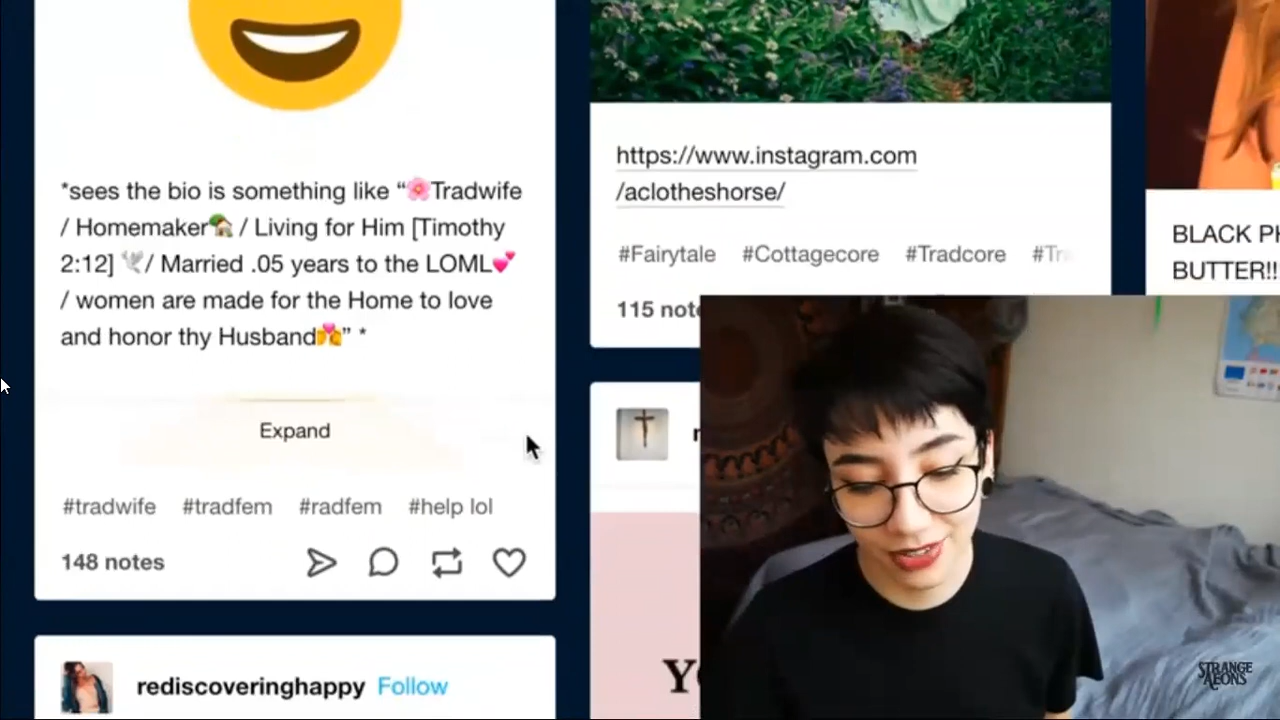 *sees the bio is something like “🌸Tradwife
/ Homemaker🏡 / Living for Him [Timothy
2:12] 🕊️/ Married .05 years to the LOML💕
/ women are made for the Home to love
and honor thy Husband💏” *
Expand
#tradwife #tradfem #radfem #help lol
148 notes
rediscoveringhappy Follow
https://www.instagram.com
/aclotheshorse/
#Fairytale #Cottagecore #Tradcore
115
BLACK
BUTTER!!
STRANGE
ÆONS